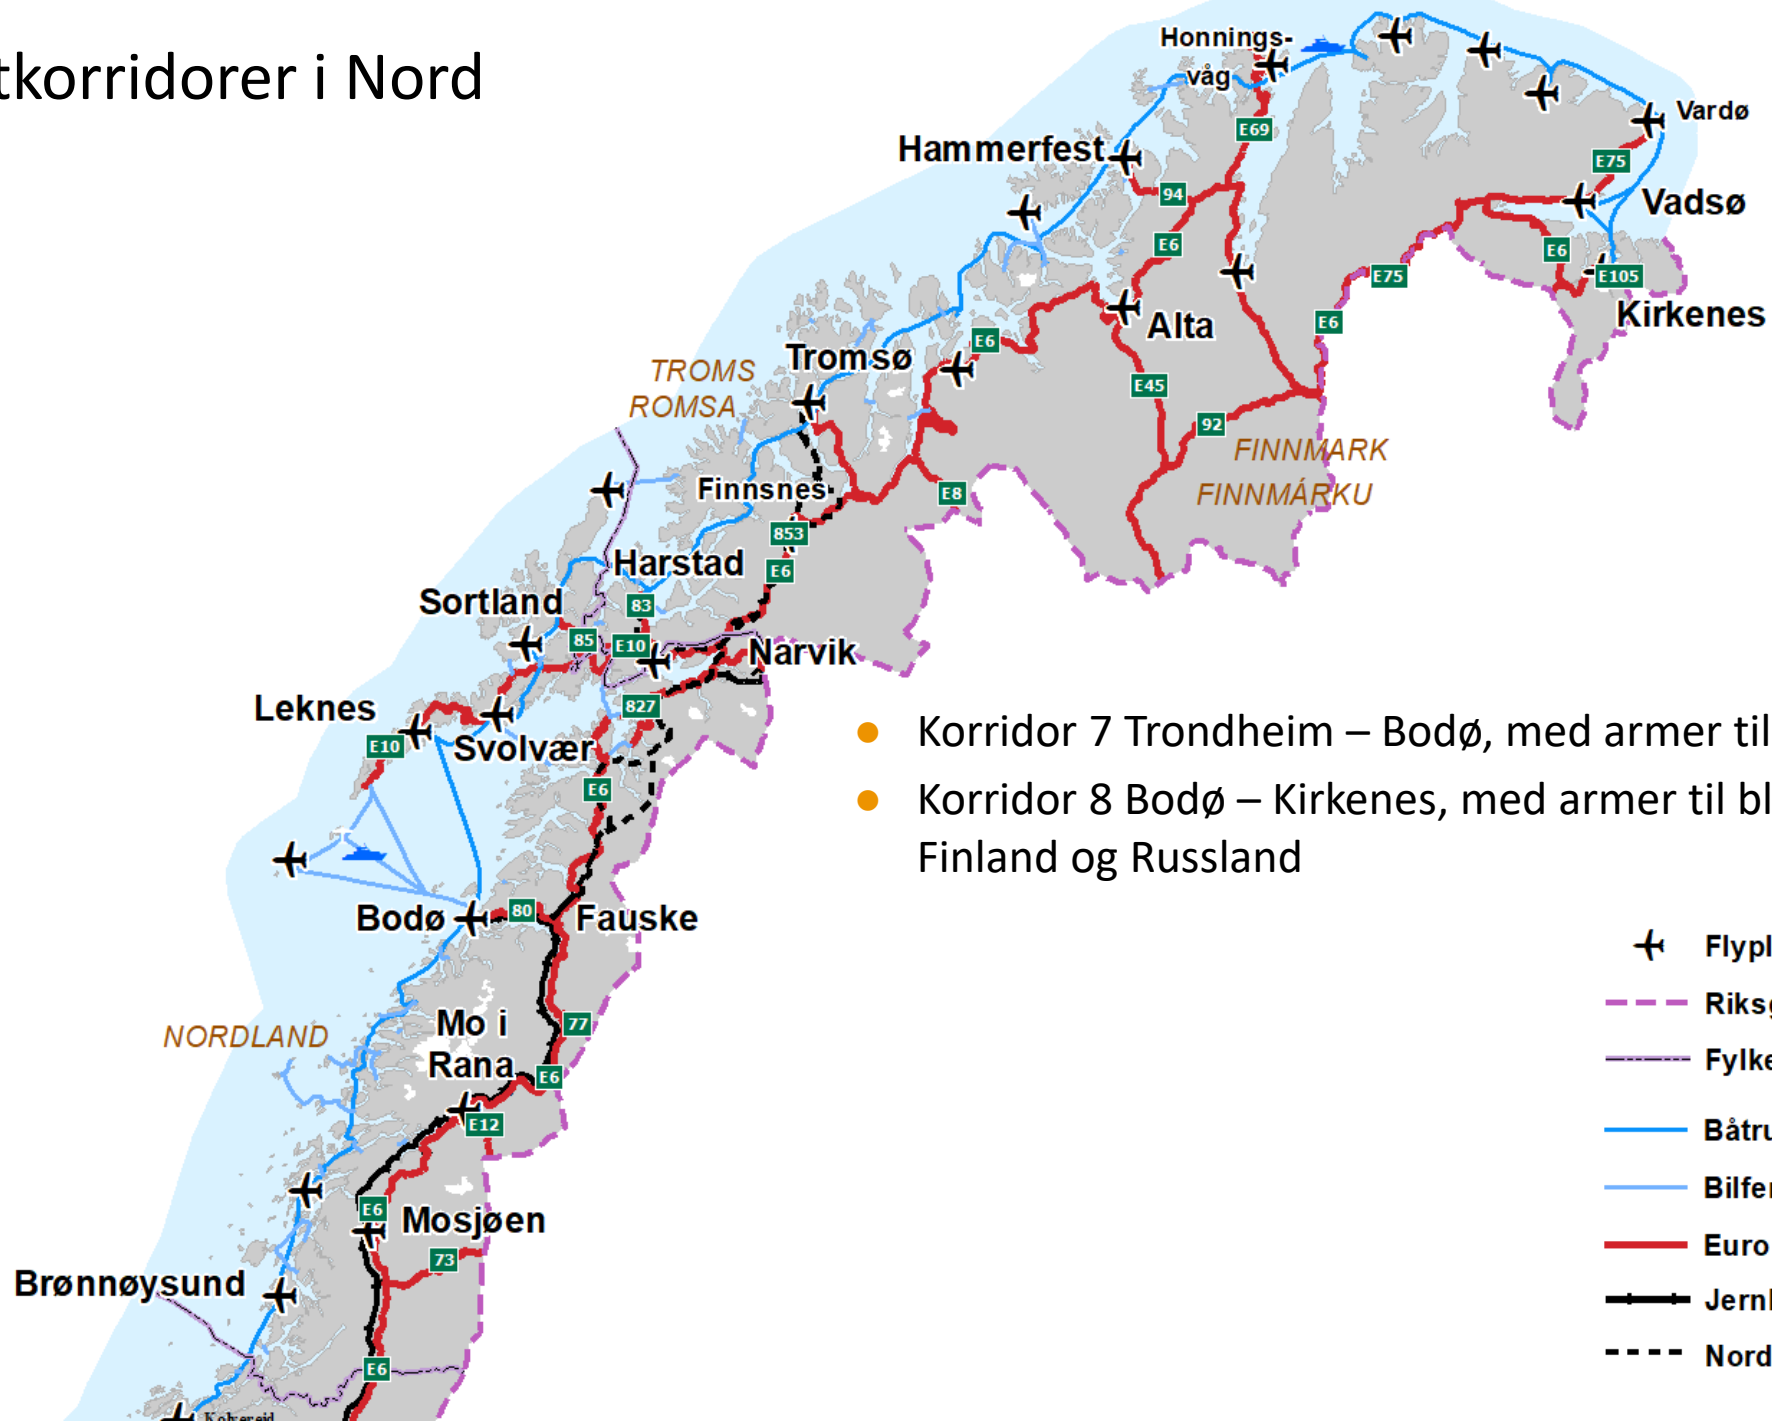 tkorridorer i Nord
Honnings-
våg
Vardø
E69
Hammerfest
E75
94
Vadsø
E6
E6
E75
E105
Kirkenes
Alta
E6
E6
Tromsø
TROMS
ROMSA
E45
92
FINNMARK
FINNMÁRKU
Finnsnes
E8
853
Harstad
E6
Sortland
83
85
E10
Narvik
Leknes
827
E10
Svolvær
E6
Korridor 7 Trondheim – Bodø, med armer til
Korridor 8 Bodø – Kirkenes, med armer til bl
Finland og Russland
Bodø
80
Fauske
Mo i
Rana
77
NORDLAND
E6
E12
E6
Mosjøen
73
Brønnøysund
E6
Kolvereid
Flypl
Riksg
Fylke
Båtru
Bilfer
Euro
Jernl
Nord